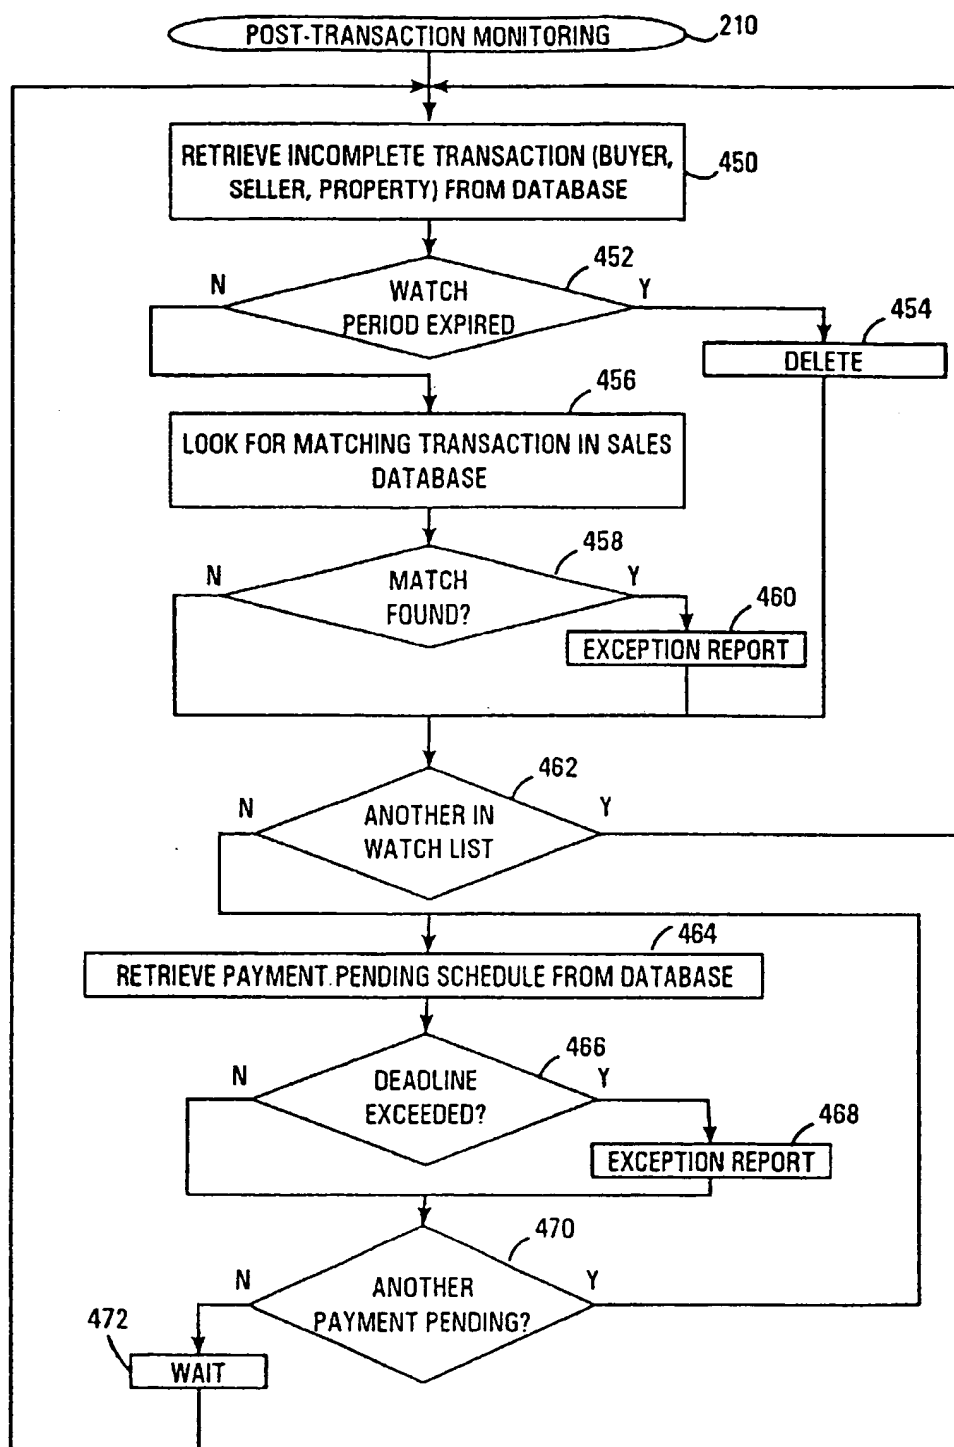 POST-TRANSACTION MONITORING
210
RETRIEVE INCOMPLETE TRANSACTION (BUYER,
SELLER, PROPERTY) FROM DATABASE
450
452
N
Y
WATCH
PERIOD EXPIRED
454
DELETE
456
LOOK FOR MATCHING TRANSACTION IN SALES
DATABASE
458
N
Y
MATCH
FOUND?
460
EXCEPTION REPORT
462
N
Y
ANOTHER IN
WATCH LIST
464
RETRIEVE PAYMENT PENDING SCHEDULE FROM DATABASE
466
N
Y
DEADLINE
EXCEEDED?
468
EXCEPTION REPORT
470
N
Y
ANOTHER
PAYMENT PENDING?
472
WAIT